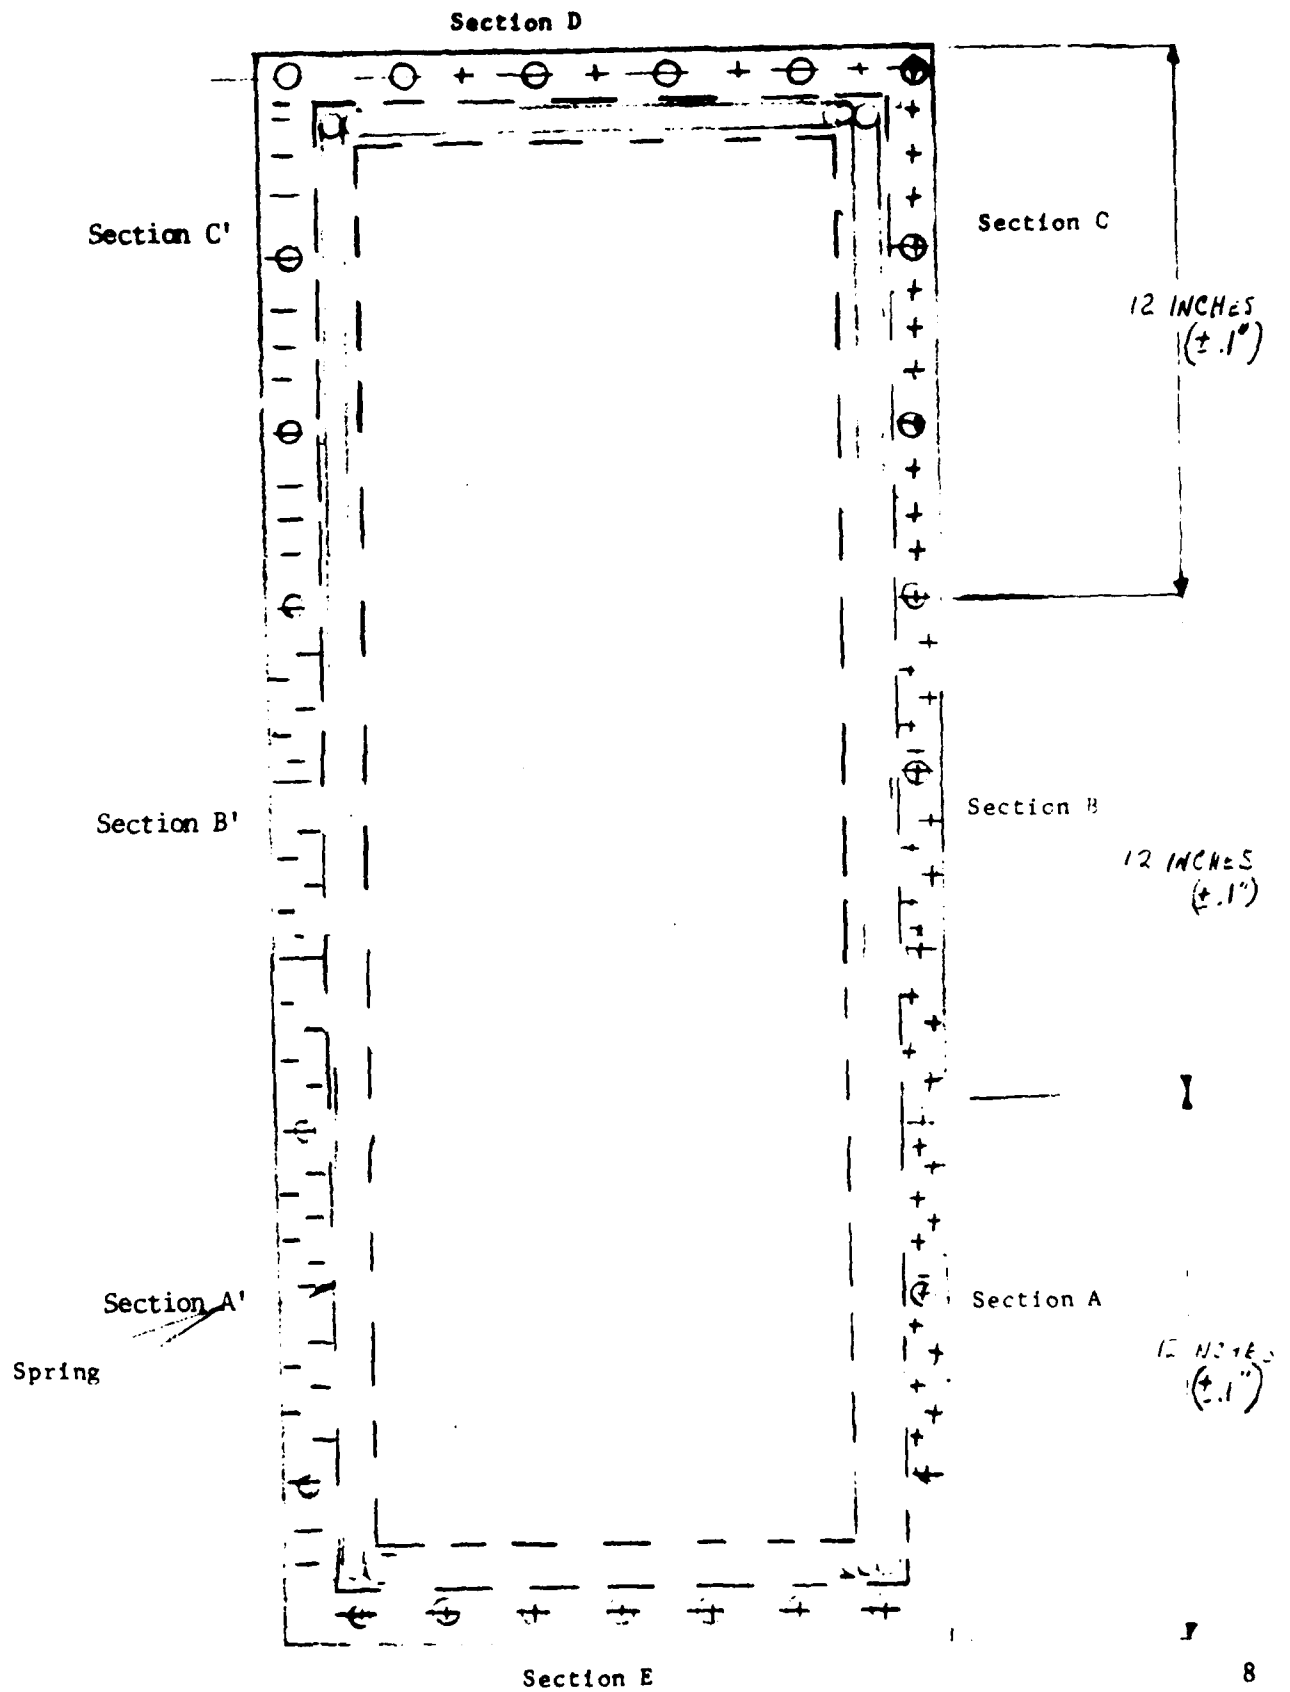 Section D
Section C'
Section C
12 INCHES
(±.1")
Section B'
Section B
12 INCHES
(±.1")
Section A'
Section A
Spring
(±.1")
Section E
8